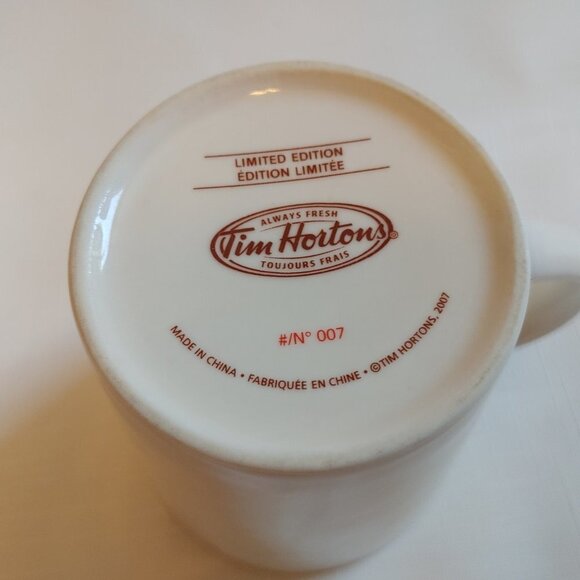 LIMITED EDITION
ÉDITION LIMITÉE
ALWAYS FRESH
Tim Hortons®
TOUJOURS FRAIS
#/N° 007
MADE IN CHINA • FABRIQUÉE EN CHINE • ©TIM HORTONS, 2007